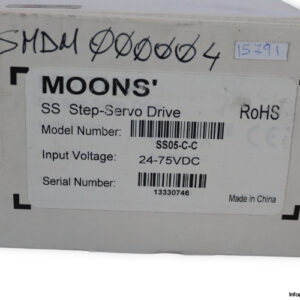 SMDM 000004
15791
MOONS'
SS Step-Servo Drive
RoHS
Model Number:
SS05-C-C
Input Voltage: 24-75VDC
Serial Number:
13330746
Made in China